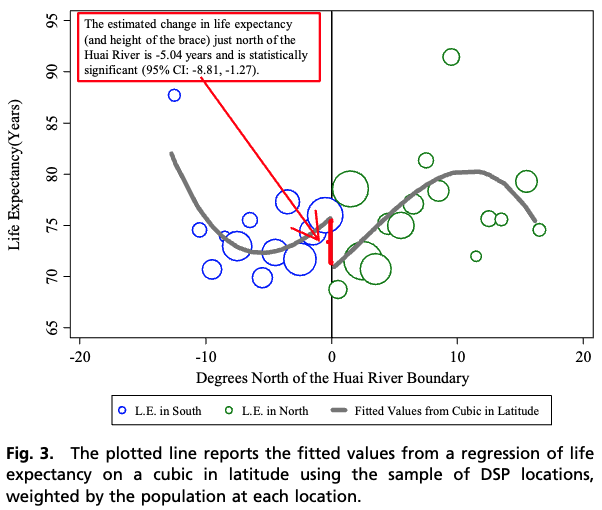 95
90
85
80
75
70
65
Life Expectancy(Years)
The estimated change in life expectancy
(and height of the brace) just north of the
Huai River is -5.04 years and is statistically
significant (95% CI: -8.81, -1.27).
-20
-10
0
10
20
Degrees North of the Huai River Boundary
L.E. in South
L.E. in North
Fitted Values from Cubic in Latitude
Fig. 3. The plotted line reports the fitted values from a regression of life
expectancy on a cubic in latitude using the sample of DSP locations,
weighted by the population at each location.